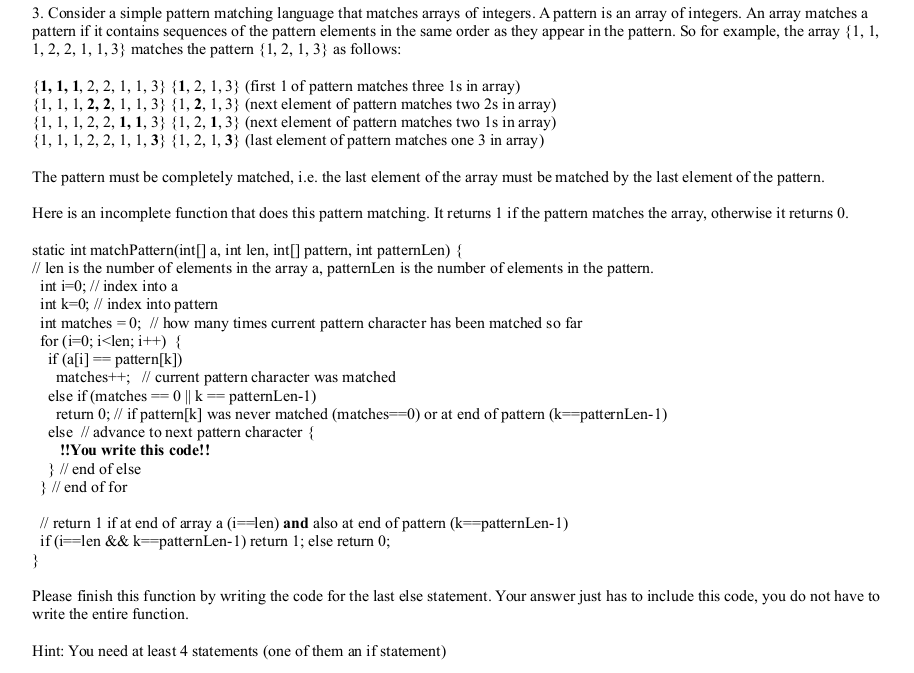 3. Consider a simple pattern matching language that matches arrays of integers. A pattern is an array of integers. An array matches a
pattern if it contains sequences of the pattern elements in the same order as they appear in the pattern. So for example, the array {1, 1,
1, 2, 2, 1, 1, 3} matches the pattern {1, 2, 1, 3} as follows:
{1, 1, 1, 2, 2, 1, 1, 3} {1, 2, 1, 3} (first 1 of pattern matches three 1s in array)
{1, 1, 1, 2, 2, 1, 1, 3} {1, 2, 1, 3} (next element of pattern matches two 2s in array)
{1, 1, 1, 2, 2, 1, 1, 3} {1, 2, 1, 3} (next element of pattern matches two 1s in array)
{1, 1, 1, 2, 2, 1, 1, 3} {1, 2, 1, 3} (last element of pattern matches one 3 in array)
The pattern must be completely matched, i.e. the last element of the array must be matched by the last element of the pattern.
Here is an incomplete function that does this pattern matching. It returns 1 if the pattern matches the array, otherwise it returns 0.
static int matchPattern(int[] a, int len, int[] pattern, int patternLen) {
// len is the number of elements in the array a, patternLen is the number of elements in the pattern.
int i=0; // index into a
int k=0; // index into pattern
int matches = 0; // how many times current pattern character has been matched so far
for (i=0; i<len; i++) {
if (a[i] == pattern[k])
matches++; // current pattern character was matched
else if (matches == 0 || k == patternLen-1)
return 0; // if pattern[k] was never matched (matches==0) or at end of pattern (k==patternLen-1)
else // advance to next pattern character {
!!You write this code!!
} // end of else
} // end of for
// return 1 if at end of array a (i==len) and also at end of pattern (k==patternLen-1)
if (i==len && k==patternLen-1) return 1; else return 0;
}
Please finish this function by writing the code for the last else statement. Your answer just has to include this code, you do not have to
write the entire function.
Hint: You need at least 4 statements (one of them an if statement)